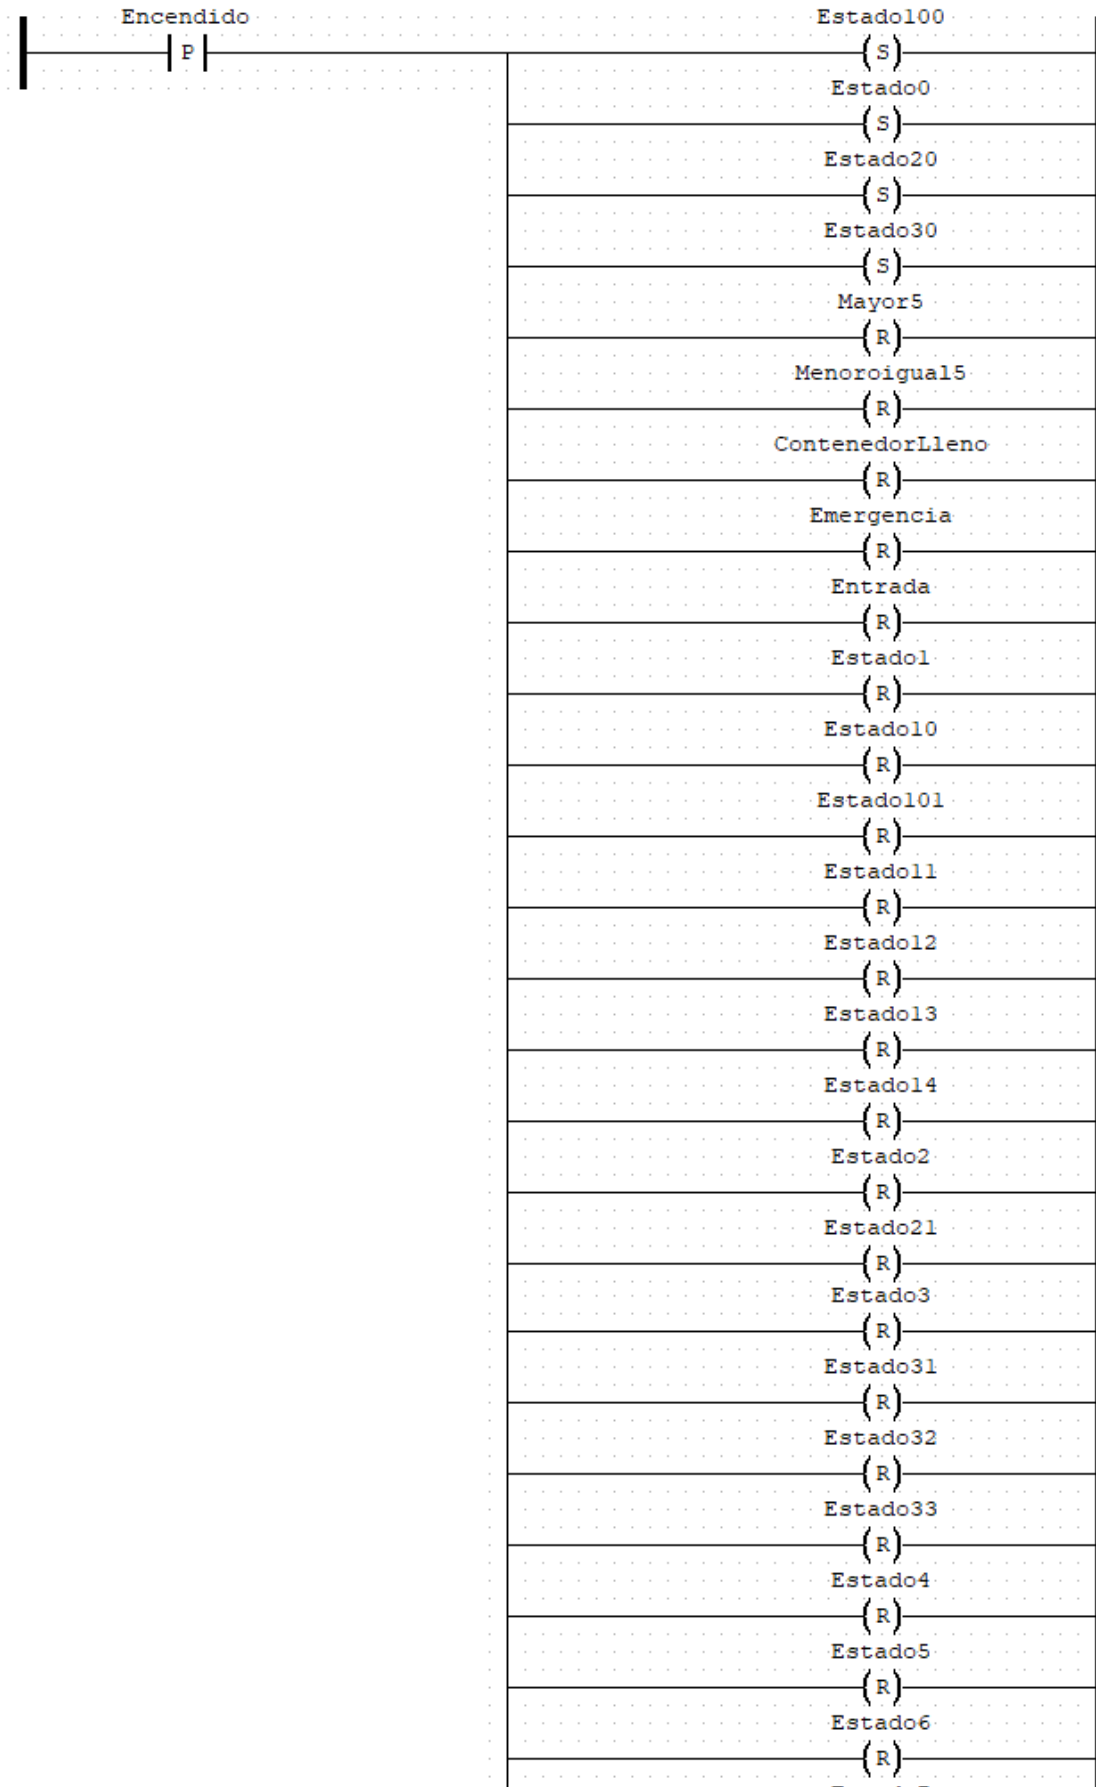 Encendido
P
Estado100
S
Estado0
S
Estado20
S
Estado30
S
Mayor5
R
Menoroigual5
R
ContenedorLleno
R
Emergencia
R
Entrada
R
Estado1
R
Estado10
R
Estado101
R
Estado11
R
Estado12
R
Estado13
R
Estado14
R
Estado2
R
Estado21
R
Estado3
R
Estado31
R
Estado32
R
Estado33
R
Estado4
R
Estado5
R
Estado6
R